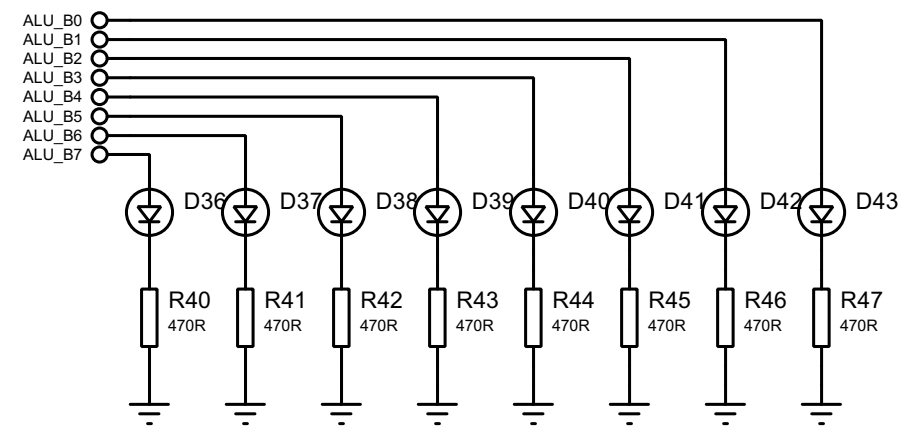 ALU_B0
ALU_B1
ALU_B2
ALU_B3
ALU_B4
ALU_B5
ALU_B6
ALU_B7
D36 D37 D38 D39 D40 D41 D42 D43
R40 R41 R42 R43 R44 R45 R46 R47
470R 470R 470R 470R 470R 470R 470R 470R